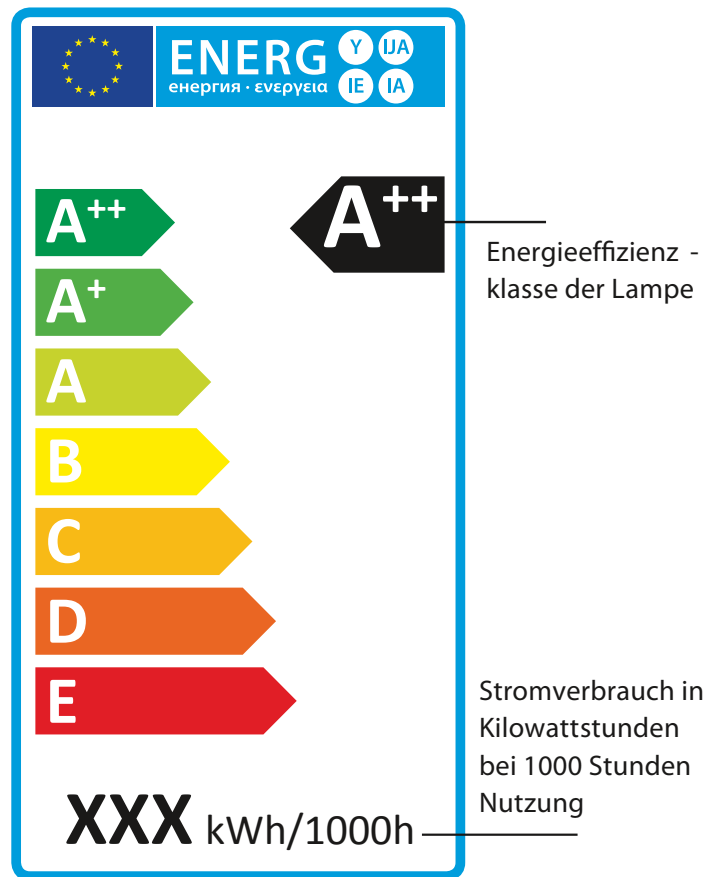 ENERG Y IJA
енергия · ενεργεια IE IA
A++
A++
Energieeffizienz -
klasse der Lampe
A+
A
B
C
D
E
Stromverbrauch in
Kilowattstunden
bei 1000 Stunden
Nutzung
XXX kWh/1000h